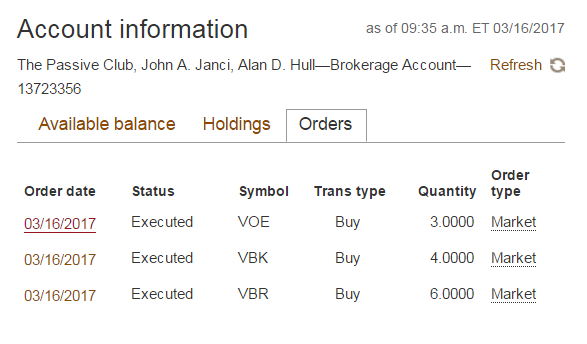 Account information as of 09:35 a.m. ET 03/16/2017
The Passive Club, John A. Janci, Alan D. Hull—Brokerage Account— Refresh
13723356
Available balance Holdings Orders
Order date Status Symbol Trans type Quantity Order type
03/16/2017 Executed VOE Buy 3.0000 Market
03/16/2017 Executed VBK Buy 4.0000 Market
03/16/2017 Executed VBR Buy 6.0000 Market